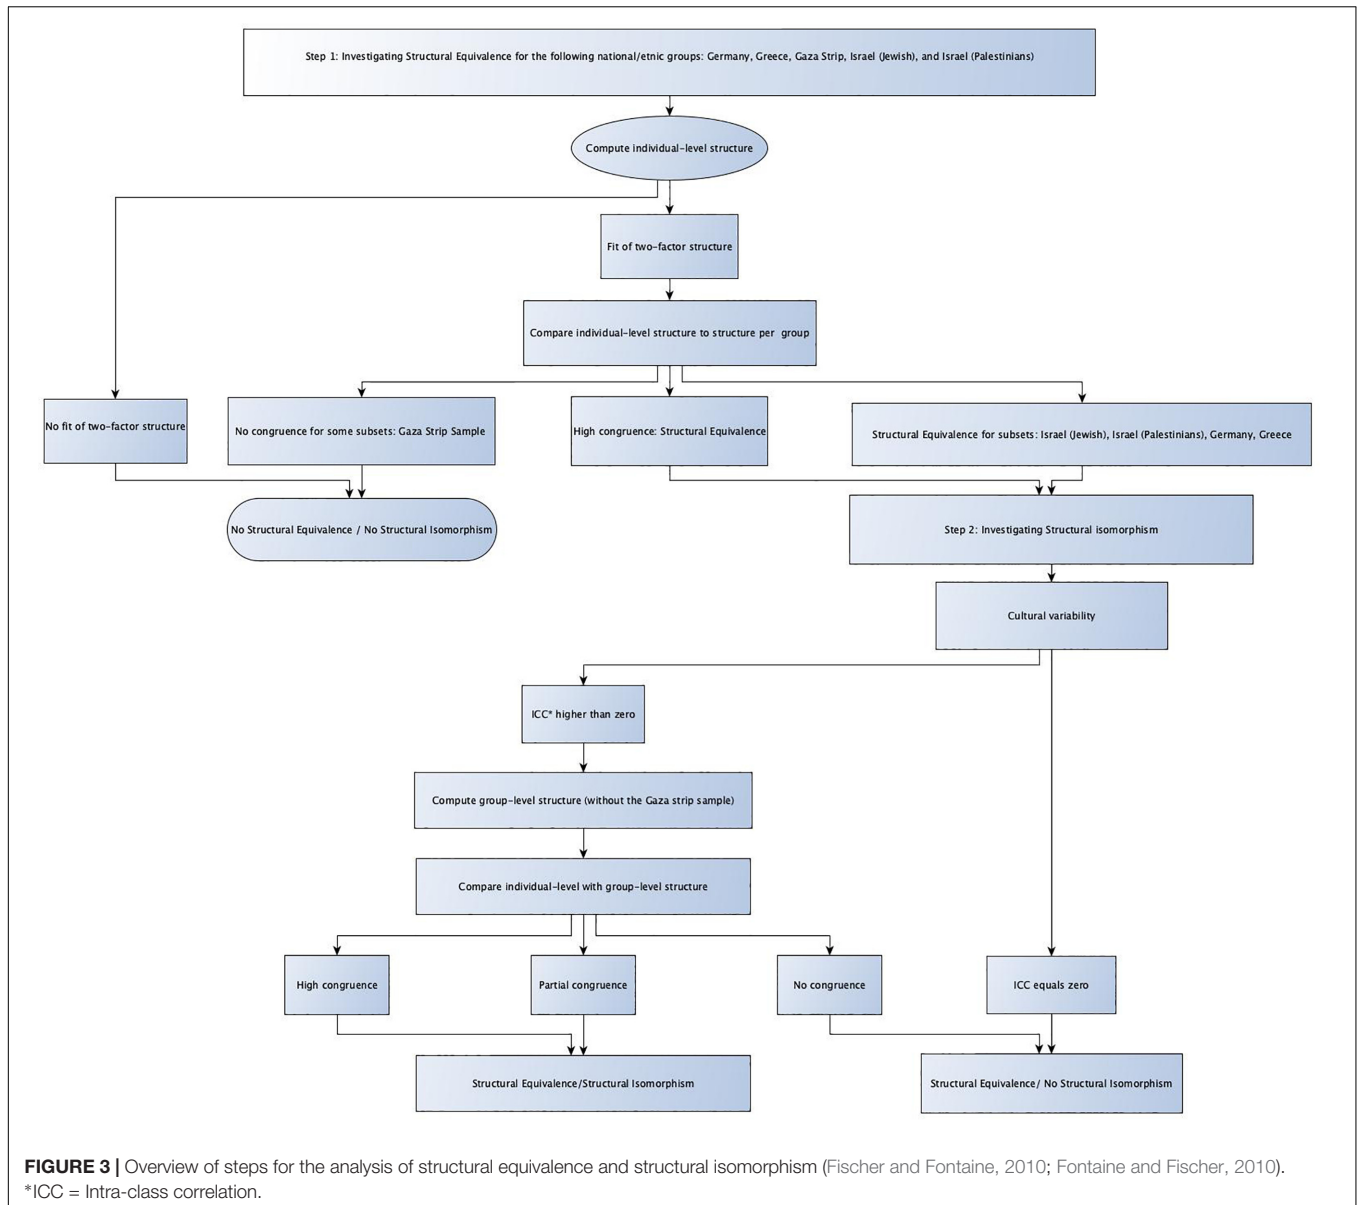 Step 1: Investigating Structural Equivalence for the following national/etnic groups: Germany, Greece, Gaza Strip, Israel (Jewish), and Israel (Palestinians)
Compute individual-level structure
Fit of two-factor structure
Compare individual-level structure to structure per group
No fit of two-factor structure
No congruence for some subsets: Gaza Strip Sample
High congruence: Structural Equivalence
Structural Equivalence for subsets: Israel (Jewish), Israel (Palestinians), Germany, Greece
No Structural Equivalence / No Structural Isomorphism
Step 2: Investigating Structural isomorphism
Cultural variability
ICC* higher than zero
Compute group-level structure (without the Gaza strip sample)
Compare individual-level with group-level structure
High congruence
Partial congruence
No congruence
ICC equals zero
Structural Equivalence/Structural Isomorphism
Structural Equivalence/ No Structural Isomorphism
FIGURE 3 | Overview of steps for the analysis of structural equivalence and structural isomorphism (Fischer and Fontaine, 2010; Fontaine and Fischer, 2010).
*ICC = Intra-class correlation.